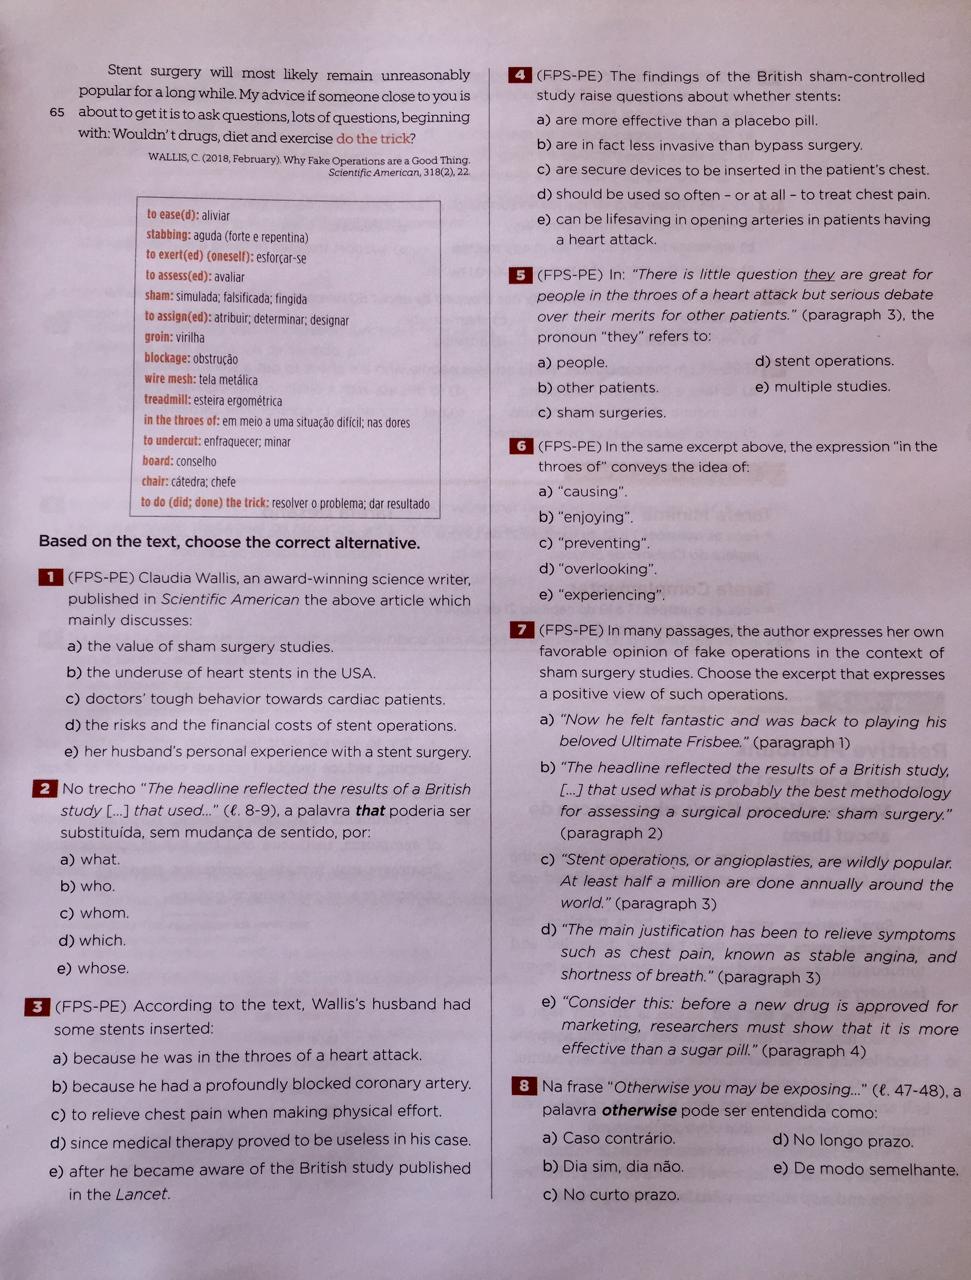 Stent surgery will most likely remain unreasonably
popular for a long while. My advice if someone close to you is
65 about to get it is to ask questions, lots of questions, beginning
with: Wouldn't drugs, diet and exercise do the trick?
WALLIS, C. (2018, February). Why Fake Operations are a Good Thing.
Scientific American, 318(2), 22.
to ease(d): aliviar
stabbing: aguda (forte e repentina)
to exert(ed) (oneself): esforçar-se
to assess(ed): avaliar
sham: simulada; falsificada; fingida
to assign(ed): atribuir; determinar; designar
groin: virilha
blockage: obstrução
wire mesh: tela metálica
treadmill: esteira ergométrica
in the throes of: em meio a uma situação difícil; nas dores
to undercut: enfraquecer; minar
board: conselho
chair: cátedra; chefe
to do (did; done) the trick: resolver o problema; dar resultado
Based on the text, choose the correct alternative.
1 (FPS-PE) Claudia Wallis, an award-winning science writer,
published in Scientific American the above article which
mainly discusses:
a) the value of sham surgery studies.
b) the underuse of heart stents in the USA.
c) doctors' tough behavior towards cardiac patients.
d) the risks and the financial costs of stent operations.
e) her husband's personal experience with a stent surgery.
2 No trecho "The headline reflected the results of a British
study [...] that used..." (ℓ. 8-9), a palavra that poderia ser
substituída, sem mudança de sentido, por:
a) what.
b) who.
c) whom.
d) which.
e) whose.
3 (FPS-PE) According to the text, Wallis's husband had
some stents inserted:
a) because he was in the throes of a heart attack.
b) because he had a profoundly blocked coronary artery.
c) to relieve chest pain when making physical effort.
d) since medical therapy proved to be useless in his case.
e) after he became aware of the British study published
in the Lancet.
4 (FPS-PE) The findings of the British sham-controlled
study raise questions about whether stents:
a) are more effective than a placebo pill.
b) are in fact less invasive than bypass surgery.
c) are secure devices to be inserted in the patient's chest.
d) should be used so often – or at all – to treat chest pain.
e) can be lifesaving in opening arteries in patients having
a heart attack.
5 (FPS-PE) In: "There is little question they are great for
people in the throes of a heart attack but serious debate
over their merits for other patients." (paragraph 3), the
pronoun "they" refers to:
a) people.
b) other patients.
c) sham surgeries.
d) stent operations.
e) multiple studies.
6 (FPS-PE) In the same excerpt above, the expression "in the
throes of" conveys the idea of:
a) "causing".
b) "enjoying".
c) "preventing".
d) "overlooking".
e) "experiencing".
7 (FPS-PE) In many passages, the author expresses her own
favorable opinion of fake operations in the context of
sham surgery studies. Choose the excerpt that expresses
a positive view of such operations.
a) "Now he felt fantastic and was back to playing his
beloved Ultimate Frisbee." (paragraph 1)
b) "The headline reflected the results of a British study,
[...] that used what is probably the best methodology
for assessing a surgical procedure: sham surgery."
(paragraph 2)
c) "Stent operations, or angioplasties, are wildly popular.
At least half a million are done annually around the
world." (paragraph 3)
d) "The main justification has been to relieve symptoms
such as chest pain, known as stable angina, and
shortness of breath." (paragraph 3)
e) "Consider this: before a new drug is approved for
marketing, researchers must show that it is more
effective than a sugar pill." (paragraph 4)
8 Na frase "Otherwise you may be exposing..." (ℓ. 47-48), a
palavra otherwise pode ser entendida como:
a) Caso contrário.
b) Dia sim, dia não.
c) No curto prazo.
d) No longo prazo.
e) De modo semelhante.